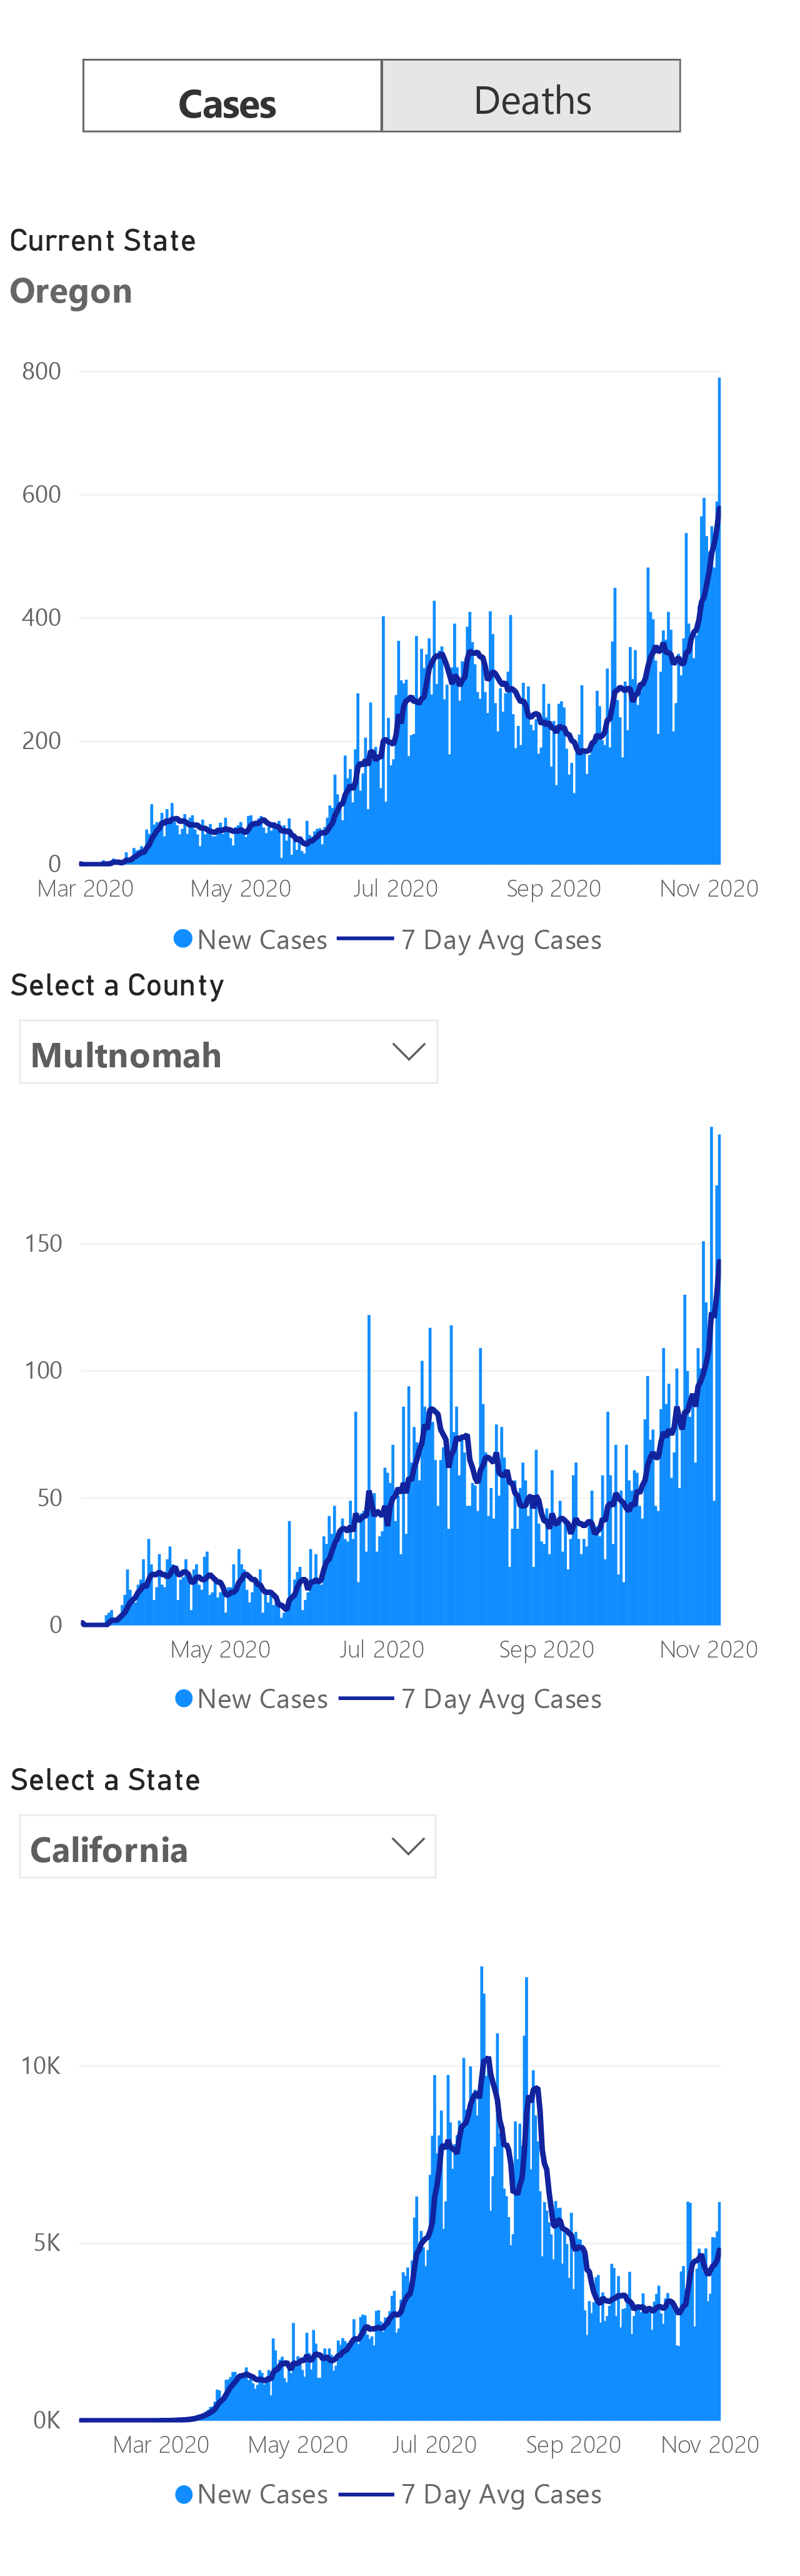 Cases Deaths
Current State
Oregon
800
600
400
200
0
Mar 2020 May 2020 Jul 2020 Sep 2020 Nov 2020
New Cases 7 Day Avg Cases
Select a County
Multnomah
150
100
50
0
May 2020 Jul 2020 Sep 2020 Nov 2020
New Cases 7 Day Avg Cases
Select a State
California
10K
5K
0K
Mar 2020 May 2020 Jul 2020 Sep 2020 Nov 2020
New Cases 7 Day Avg Cases